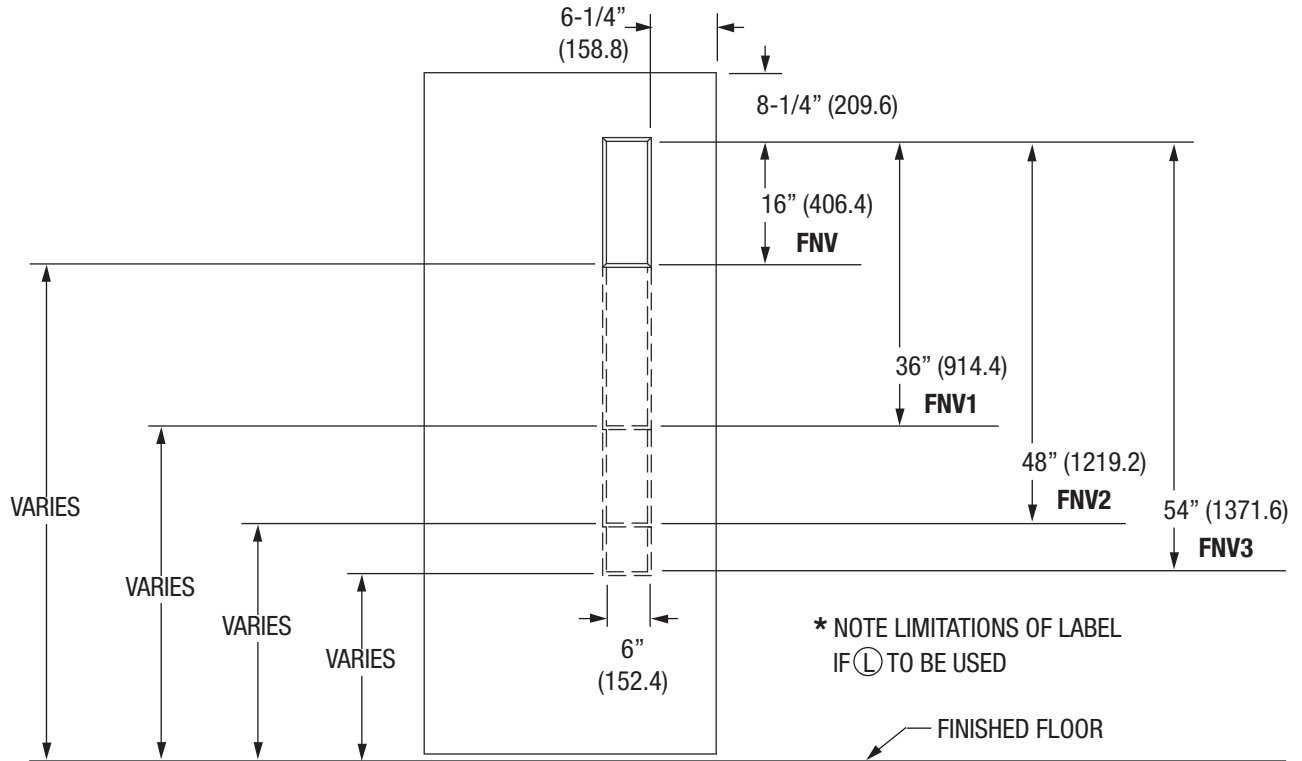 6-1/4”
(158.8)
8-1/4” (209.6)
16” (406.4)
FNV
36” (914.4)
FNV1
48” (1219.2)
FNV2
54” (1371.6)
FNV3
VARIES
VARIES
VARIES
VARIES
6”
(152.4)
* NOTE LIMITATIONS OF LABEL
IF Ⓛ TO BE USED
FINISHED FLOOR